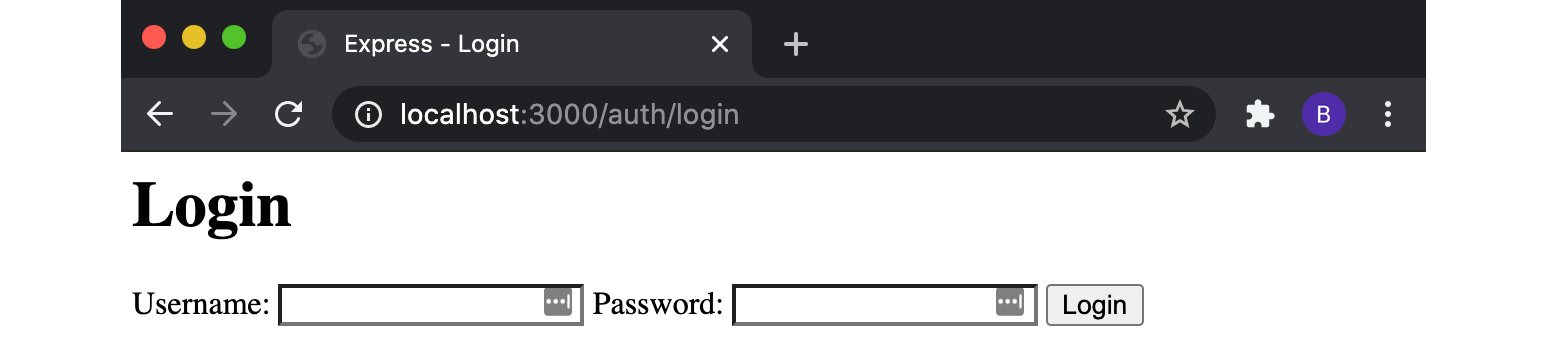 Express - Login
localhost:3000/auth/login
B
Login
Username: Password: Login